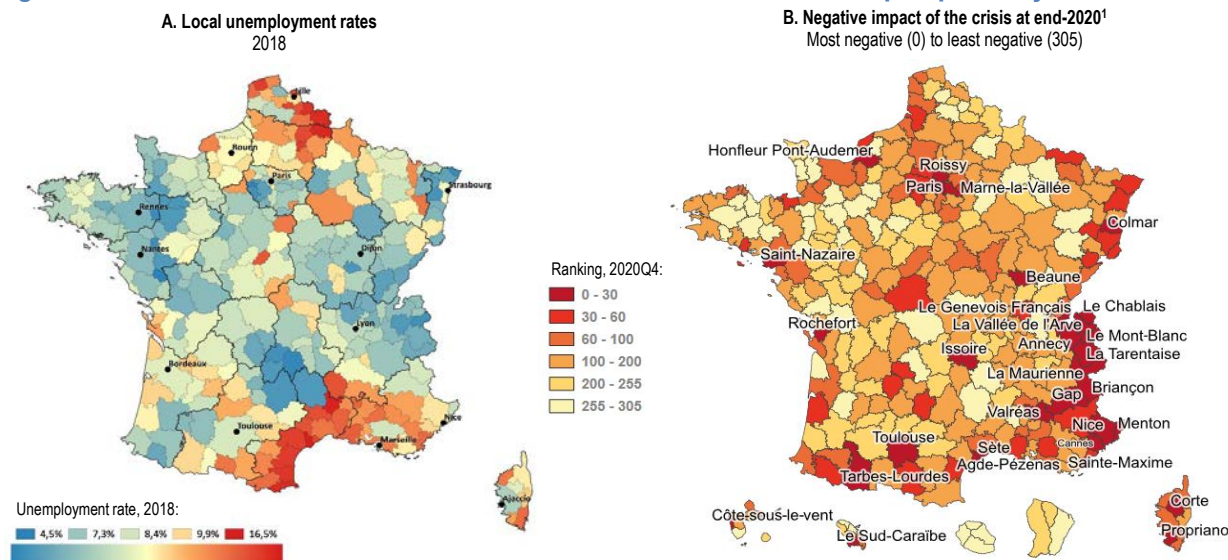 A. Local unemployment rates
2018
Lille
Rouen
Paris
Strasbourg
Rennes
Nantes
Dijon
Lyon
Bordeaux
Toulouse
Nice
Marseille
Ajaccio
Unemployment rate, 2018:
4,5% 7,3% 8,4% 9,9% 16,5%
B. Negative impact of the crisis at end-2020¹
Most negative (0) to least negative (305)
Ranking, 2020Q4:
0 - 30
30 - 60
60 - 100
100 - 200
200 - 255
255 - 305
Honfleur Pont-Audemer
Roissy
Paris Marne-la-Vallée
Colmar
Saint-Nazaire
Beaune
Le Genevois Français Le Chablais
Rochefort La Vallée de l'Arve Le Mont-Blanc
Issoire Annecy La Tarentaise
La Maurienne
Briançon
Gap
Valréas
Nice Menton
Cannes
Toulouse Sète
Agde-Pézenas Sainte-Maxime
Tarbes-Lourdes
Corte
Côte-sous-le-vent
Le Sud-Caraïbe Propriano